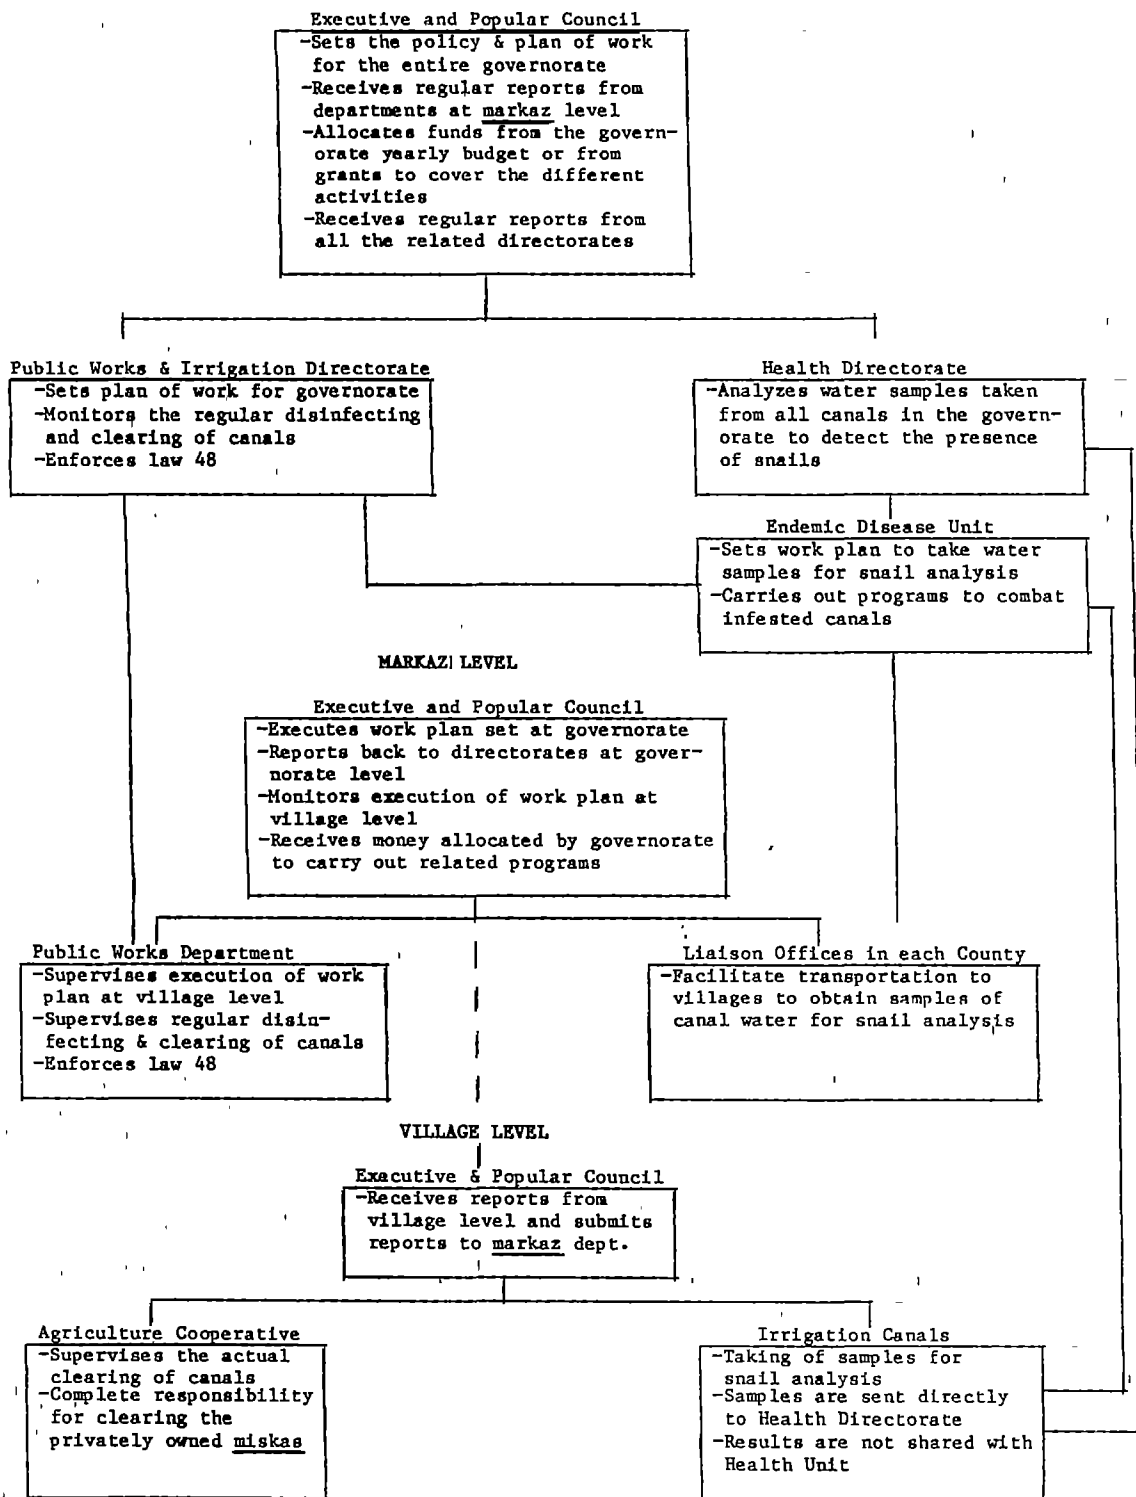 Executive and Popular Council
-Sets the policy & plan of work
for the entire governorate
-Receives regular reports from
departments at markaz level
-Allocates funds from the govern-
orate yearly budget or from
grants to cover the different
activities
-Receives regular reports from
all the related directorates
Public Works & Irrigation Directorate
-Sets plan of work for governorate
-Monitors the regular disinfecting
and clearing of canals
-Enforces law 48
Health Directorate
-Analyzes water samples taken
from all canals in the govern-
orate to detect the presence
of snails
Endemic Disease Unit
-Sets work plan to take water
samples for snail analysis
-Carries out programs to combat
infested canals
MARKAZ LEVEL
Executive and Popular Council
-Executes work plan set at governorate
-Reports back to directorates at gover-
norate level
-Monitors execution of work plan at
village level
-Receives money allocated by governorate
to carry out related programs
Public Works Department
-Supervises execution of work
plan at village level
-Supervises regular disin-
fecting & clearing of canals
-Enforces law 48
Liaison Offices in each County
-Facilitate transportation to
villages to obtain samples of
canal water for snail analysis
VILLAGE LEVEL
Executive & Popular Council
-Receives reports from
village level and submits
reports to markaz dept.
Agriculture Cooperative
-Supervises the actual
clearing of canals
-Complete responsibility
for clearing the
privately owned miskas
Irrigation Canals
-Taking of samples for
snail analysis
-Samples are sent directly
to Health Directorate
-Results are not shared with
Health Unit